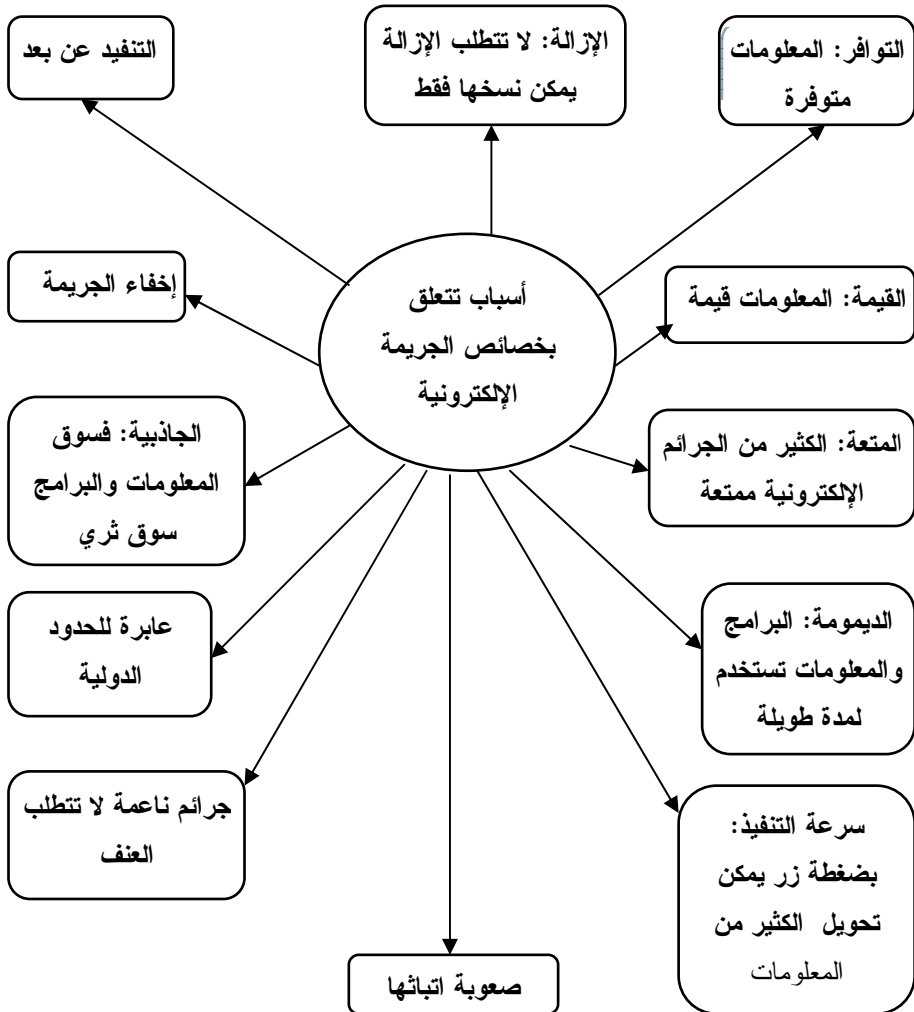 التوافر: المعلومات
متوفرة
الإزالة: لا تتطلب الإزالة
يمكن نسخها فقط
التنفيد عن بعد
أسباب تتعلق
بخصائص الجريمة
الإلكترونية
القيمة: المعلومات قيمة
إخفاء الجريمة
المتعة: الكثير من الجرائم
الإلكترونية ممتعة
الجاذبية: فسوق
المعلومات والبرامج
سوق ثري
الديمومة: البرامج
والمعلومات تستخدم
لمدة طويلة
عابرة للحدود
الدولية
سرعة التنفيذ:
بضغطة زر يمكن
تحويل الكثير من
المعلومات
جرائم ناعمة لا تتطلب
العنف
صعوبة اتباثها